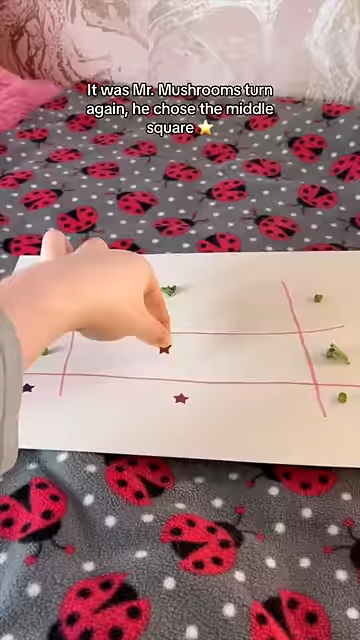 It was Mr. Mushrooms turn
again, he chose the middle
square ⭐